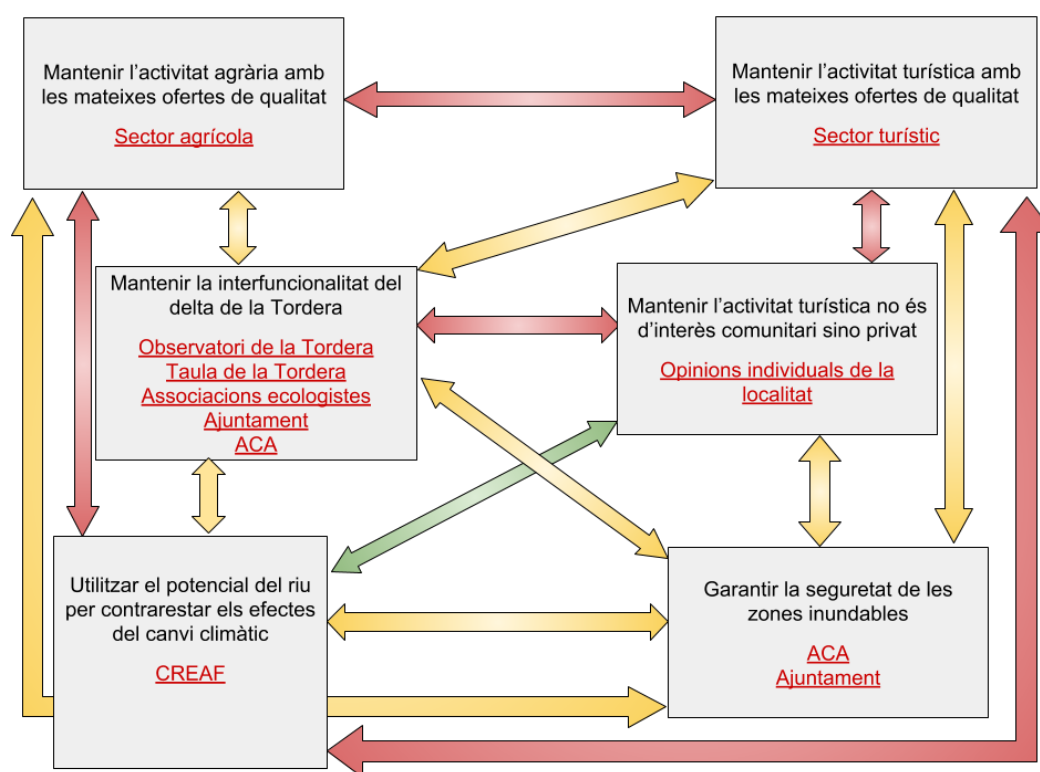 Mantenir l'activitat agrària amb
les mateixes ofertes de qualitat
Sector agrícola
Mantenir l'activitat turística amb
les mateixes ofertes de qualitat
Sector turístic
Mantenir la interfuncionalitat del
delta de la Tordera
Observatori de la Tordera
Taula de la Tordera
Associacions ecologistes
Ajuntament
ACA
Mantenir l'activitat turística no és
d'interès comunitari sino privat
Opinions individuals de la
localitat
Utilitzar el potencial del riu
per contrarestar els efectes
del canvi climàtic
CREAF
Garantir la seguretat de les
zones inundables
ACA
Ajuntament